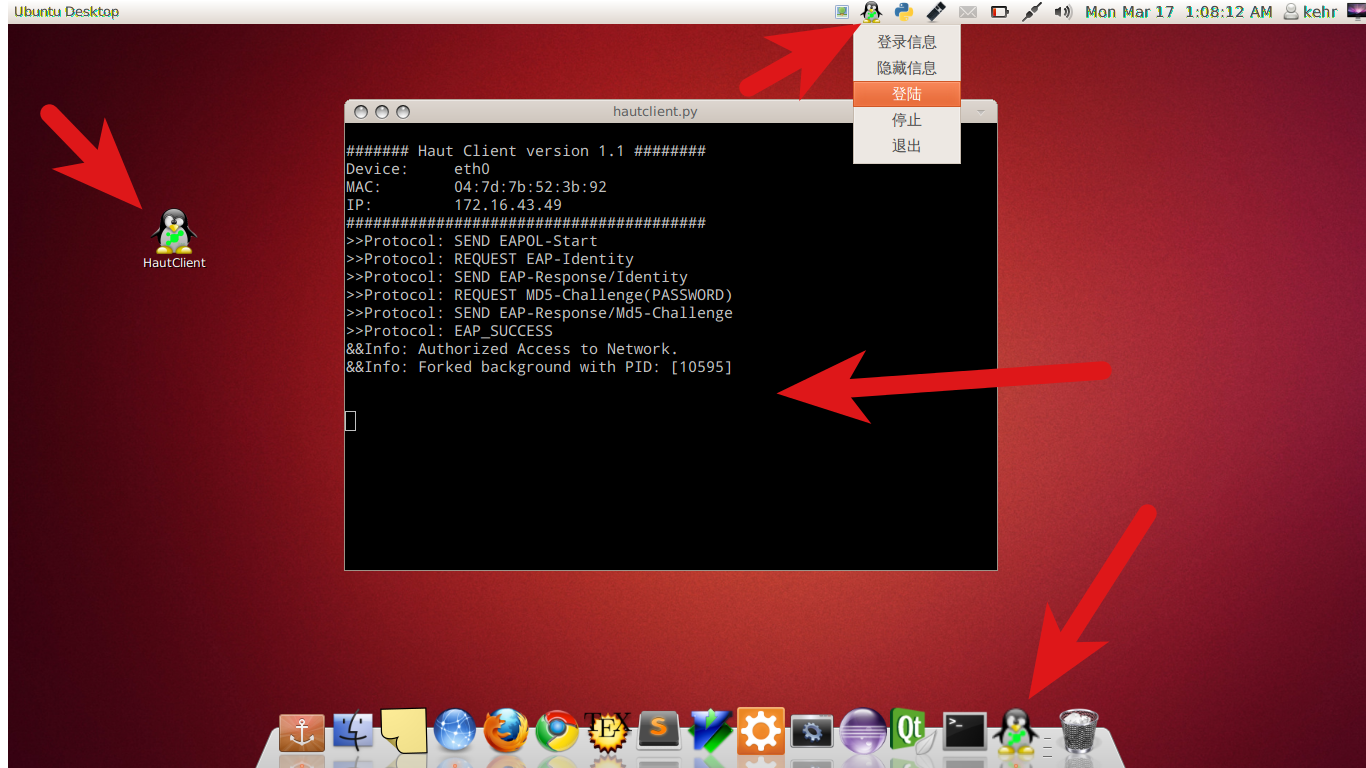 Ubuntu Desktop
Mon Mar 17 1:08:12 AM kehr
登录信息
隐藏信息
登陆
停止
退出
hautclient.py
####### Haut Client version 1.1 ########
Device: eth0
MAC: 04:7d:7b:52:3b:92
IP: 172.16.43.49
########################################
>>Protocol: SEND EAPOL-Start
>>Protocol: REQUEST EAP-Identity
>>Protocol: SEND EAP-Response/Identity
>>Protocol: REQUEST MD5-Challenge(PASSWORD)
>>Protocol: SEND EAP-Response/Md5-Challenge
>>Protocol: EAP_SUCCESS
&&Info: Authorized Access to Network.
&&Info: Forked background with PID: [10595]
HautClient
TEX
S
Qt
>_